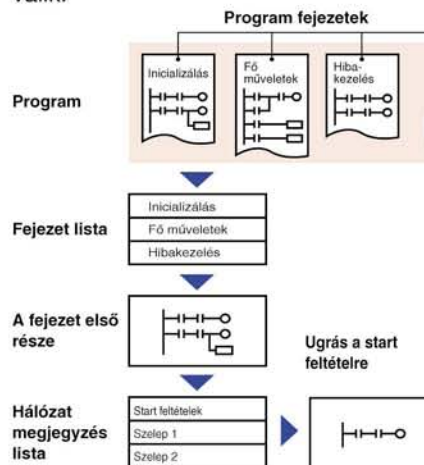 Program fejezetek
Inicializálás
Fő
műveletek
Hiba-
kezelés
Program
Inicializálás
Fejezet lista
Fő műveletek
Hibakezelés
A fejezet első
része
Ugrás a start
feltételre
Hálózat
megjegyzés
lista
Start feltételek
Szelep 1
Szelep 2